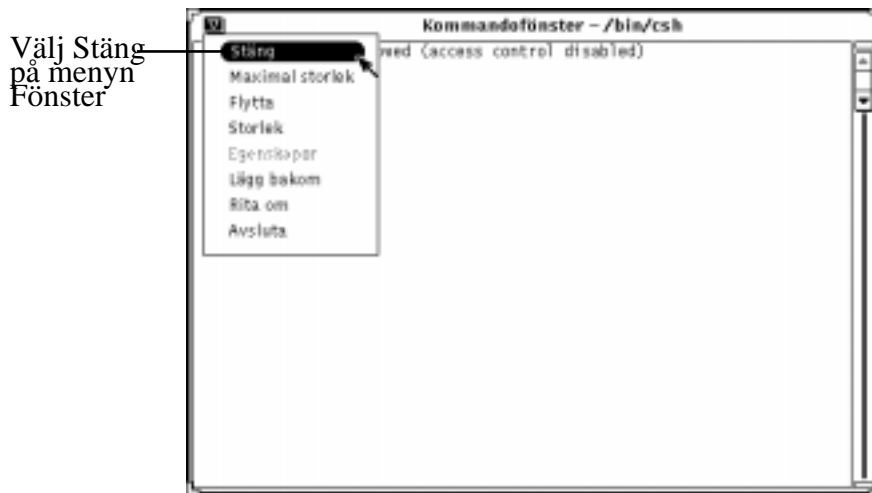 Kommandofönster – /bin/csh
Välj Stäng
på menyn
Fönster
Stäng
wed (access control disabled)
Maximal storlek
Flytta
Storlek
Egenskapor
Lägg bakom
Rita om
Avsluta